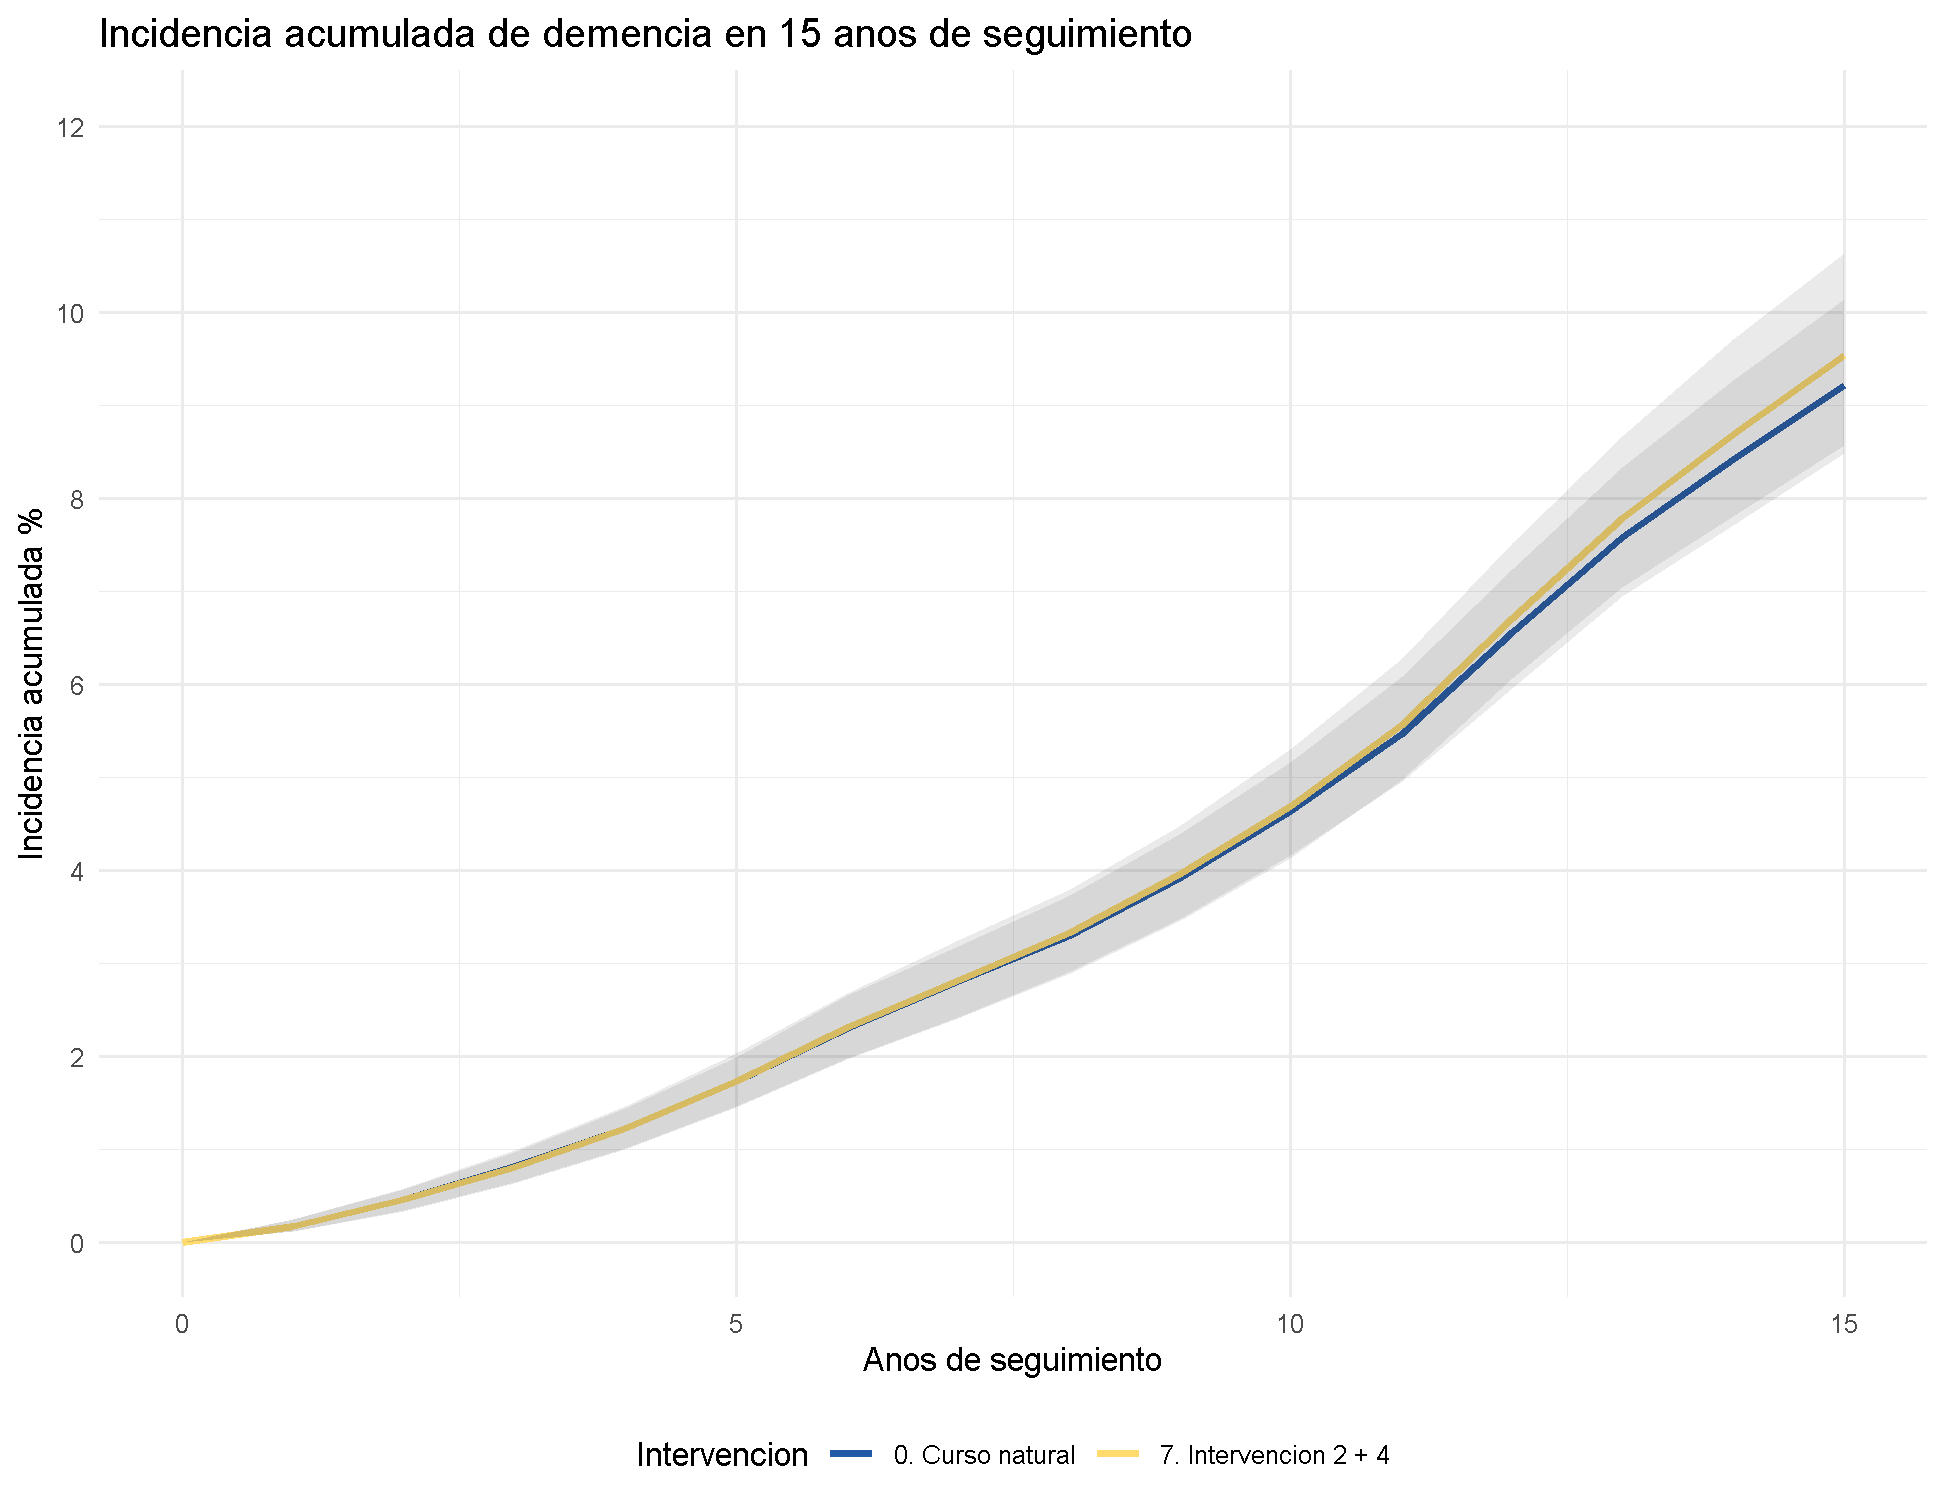 Incidencia acumulada de demencia en 15 anos de seguimiento
Incidencia acumulada %
12
10
8
6
4
2
0
0 5 10 15
Anos de seguimiento
Intervencion 0. Curso natural 7. Intervencion 2 + 4